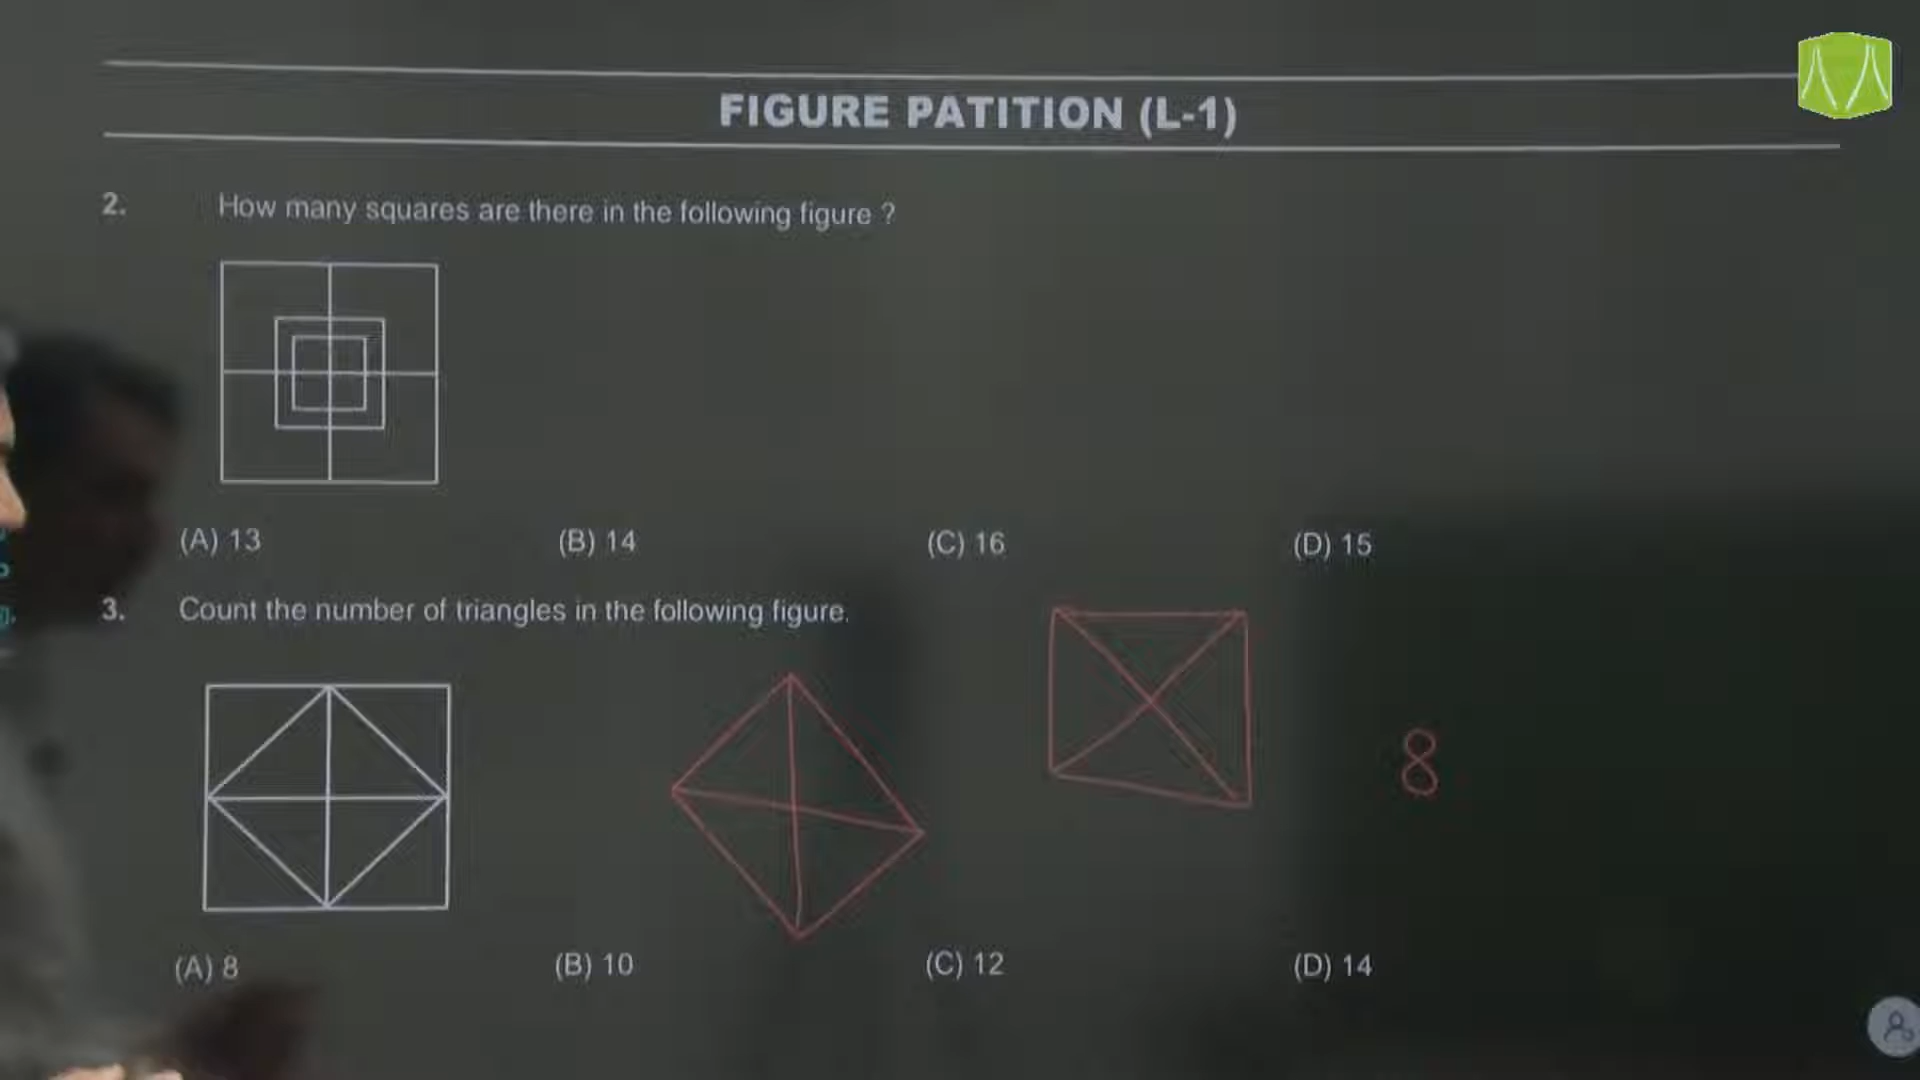 FIGURE PATITION (L-1)
2. How many squares are there in the following figure ?
(A) 13 (B) 14 (C) 16 (D) 15
3. Count the number of triangles in the following figure.
8
(A) 8 (B) 10 (C) 12 (D) 14